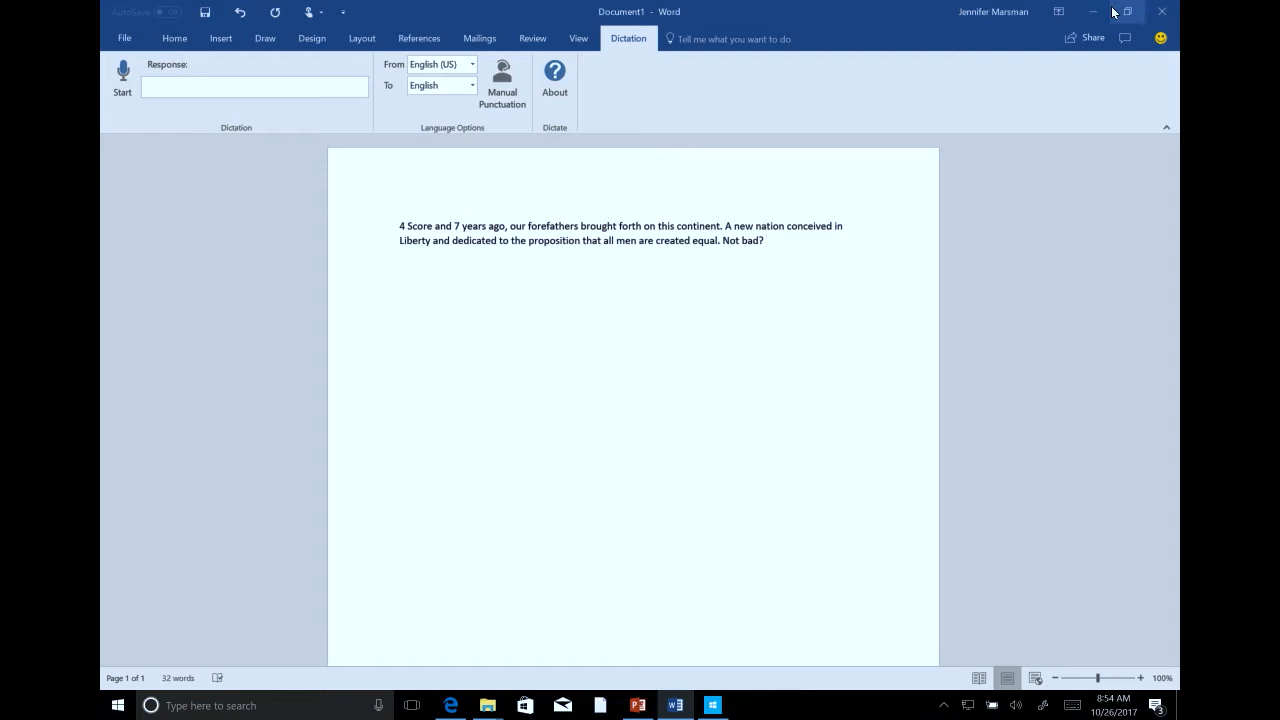 AutoSave Off
Document1 - Word
Jennifer Marsman
File Home Insert Draw Design Layout References Mailings Review View Dictation Tell me what you want to do
Share
Start
Response:
From English (US)
To English
Manual
Punctuation
About
Dictation
Language Options
Dictate
4 Score and 7 years ago, our forefathers brought forth on this continent. A new nation conceived in
Liberty and dedicated to the proposition that all men are created equal. Not bad?
Page 1 of 1 32 words
100%
Type here to search
8:54 AM
10/26/2017
3